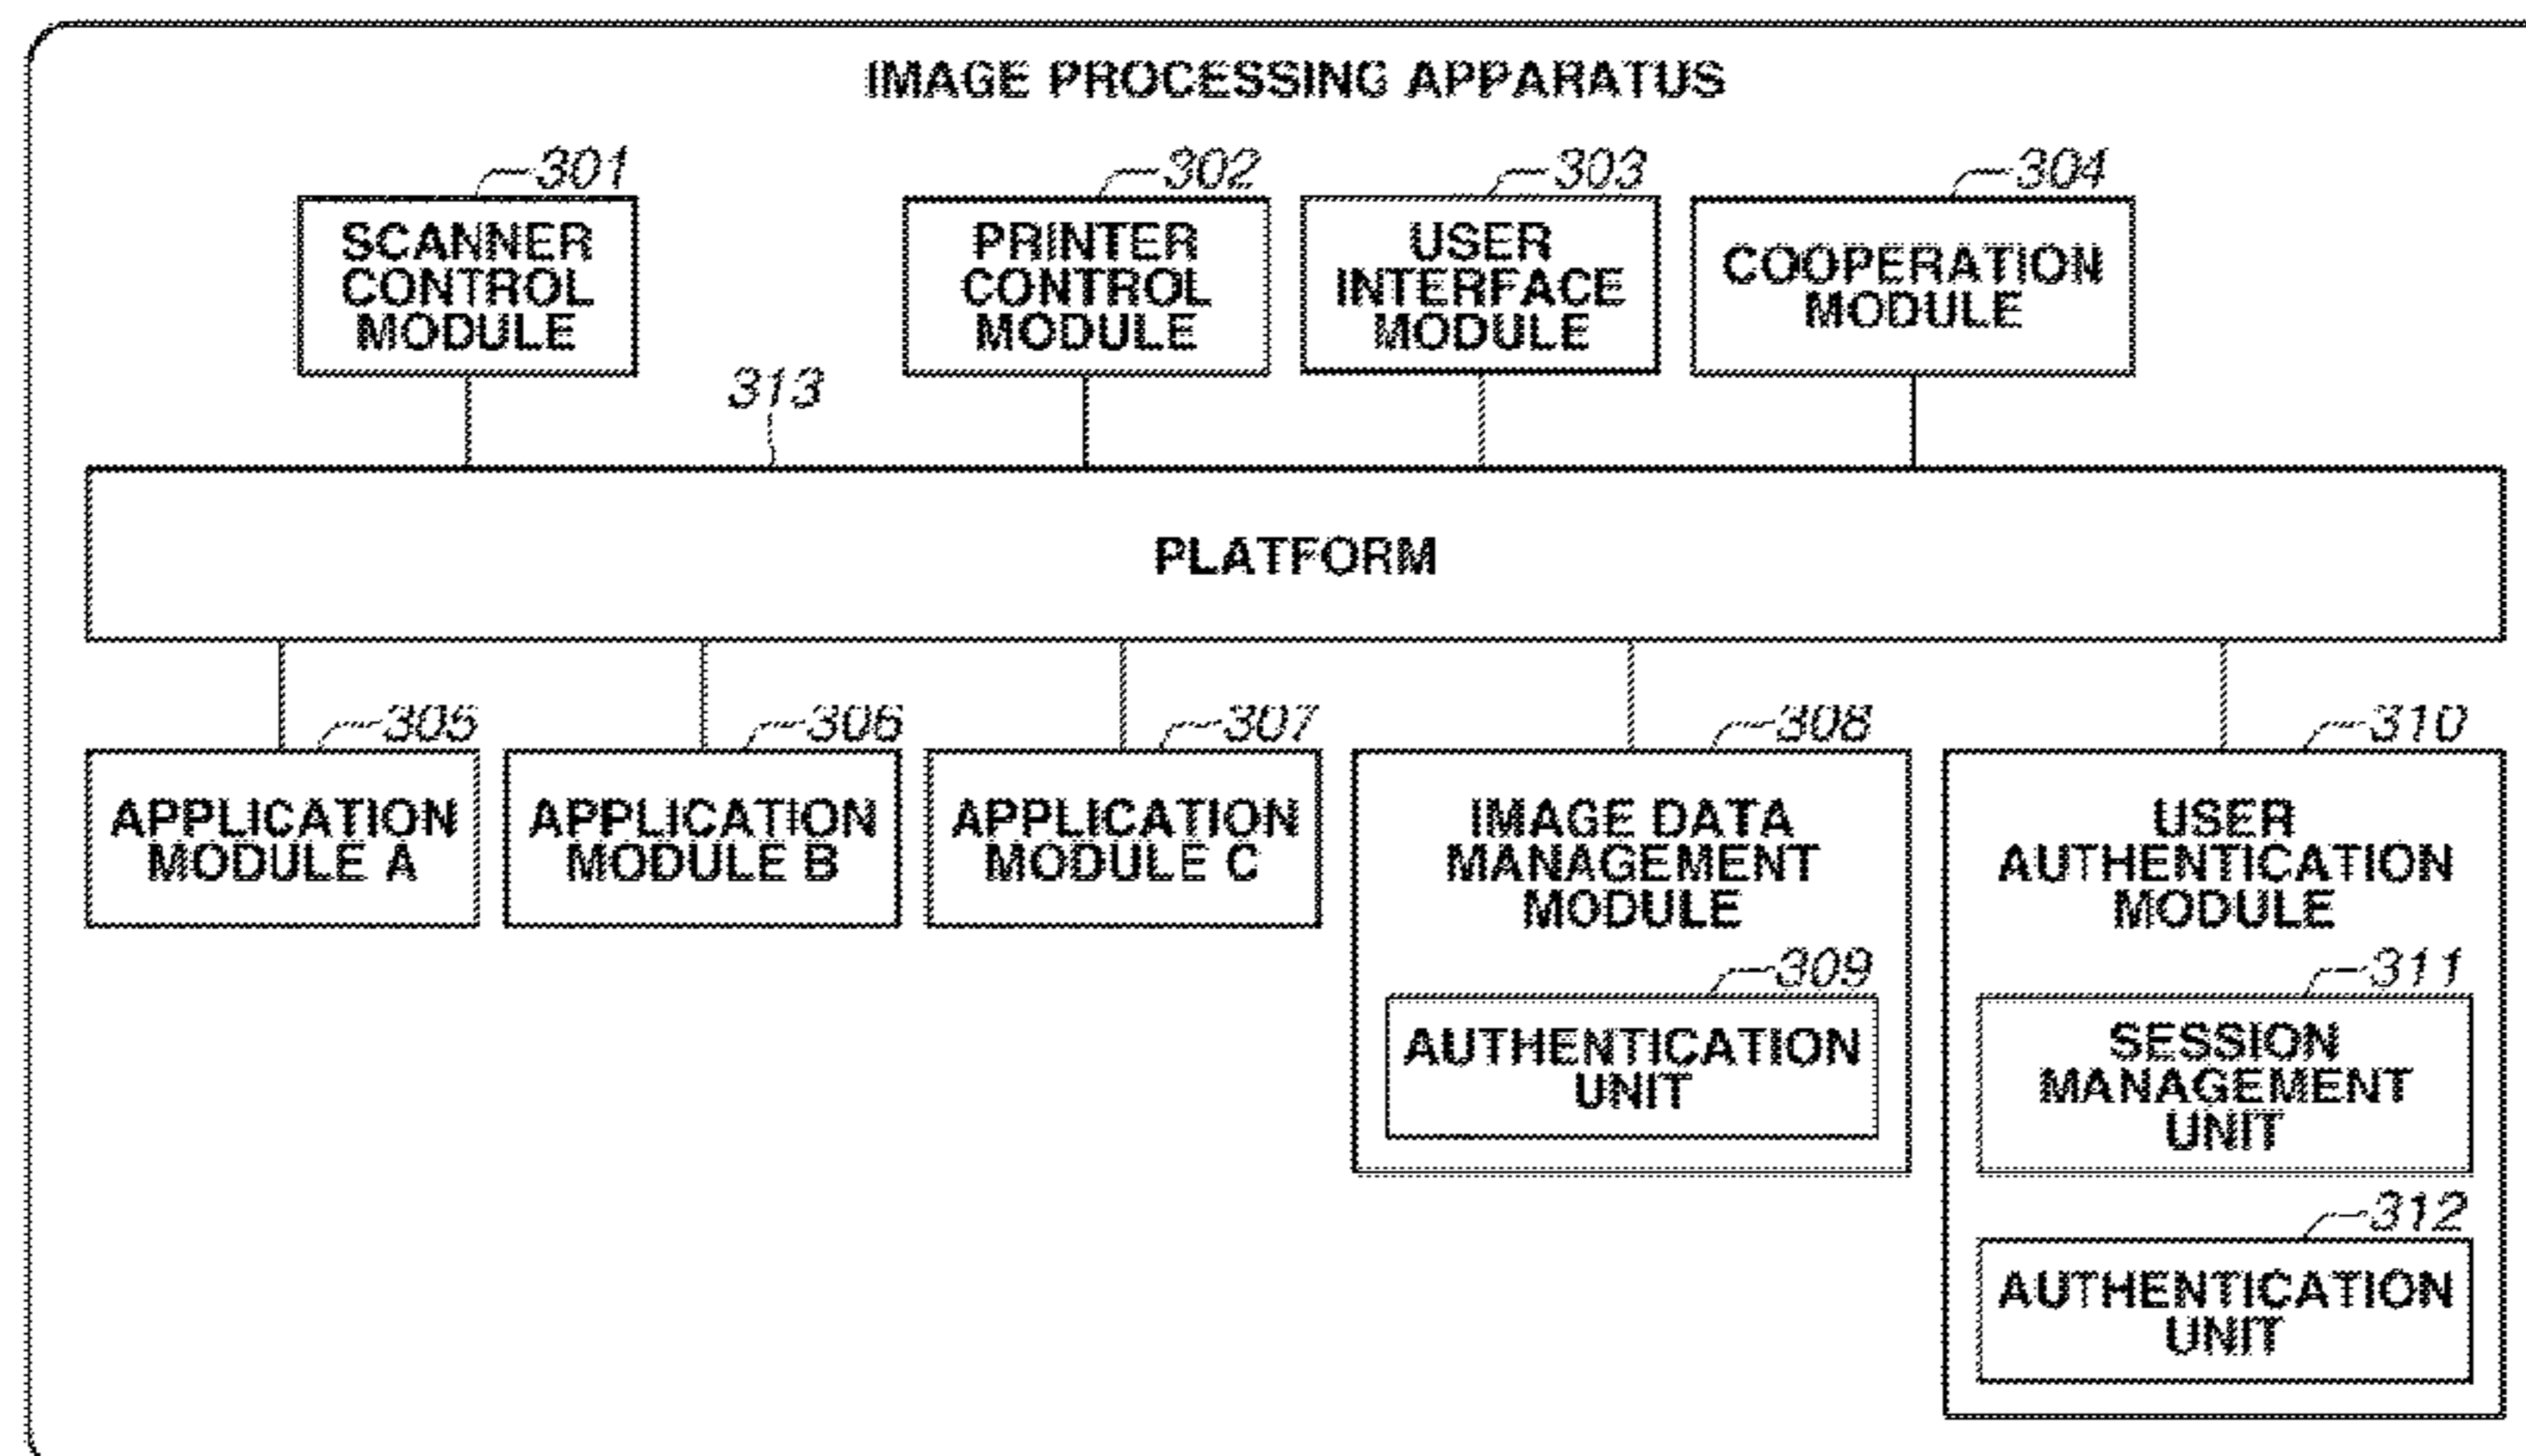 IMAGE PROCESSING APPARATUS
301
SCANNER
CONTROL
MODULE
302
PRINTER
CONTROL
MODULE
303
USER
INTERFACE
MODULE
304
COOPERATION
MODULE
313
PLATFORM
305
APPLICATION
MODULE A
306
APPLICATION
MODULE B
307
APPLICATION
MODULE C
308
IMAGE DATA
MANAGEMENT
MODULE
309
AUTHENTICATION
UNIT
310
USER
AUTHENTICATION
MODULE
311
SESSION
MANAGEMENT
UNIT
312
AUTHENTICATION
UNIT